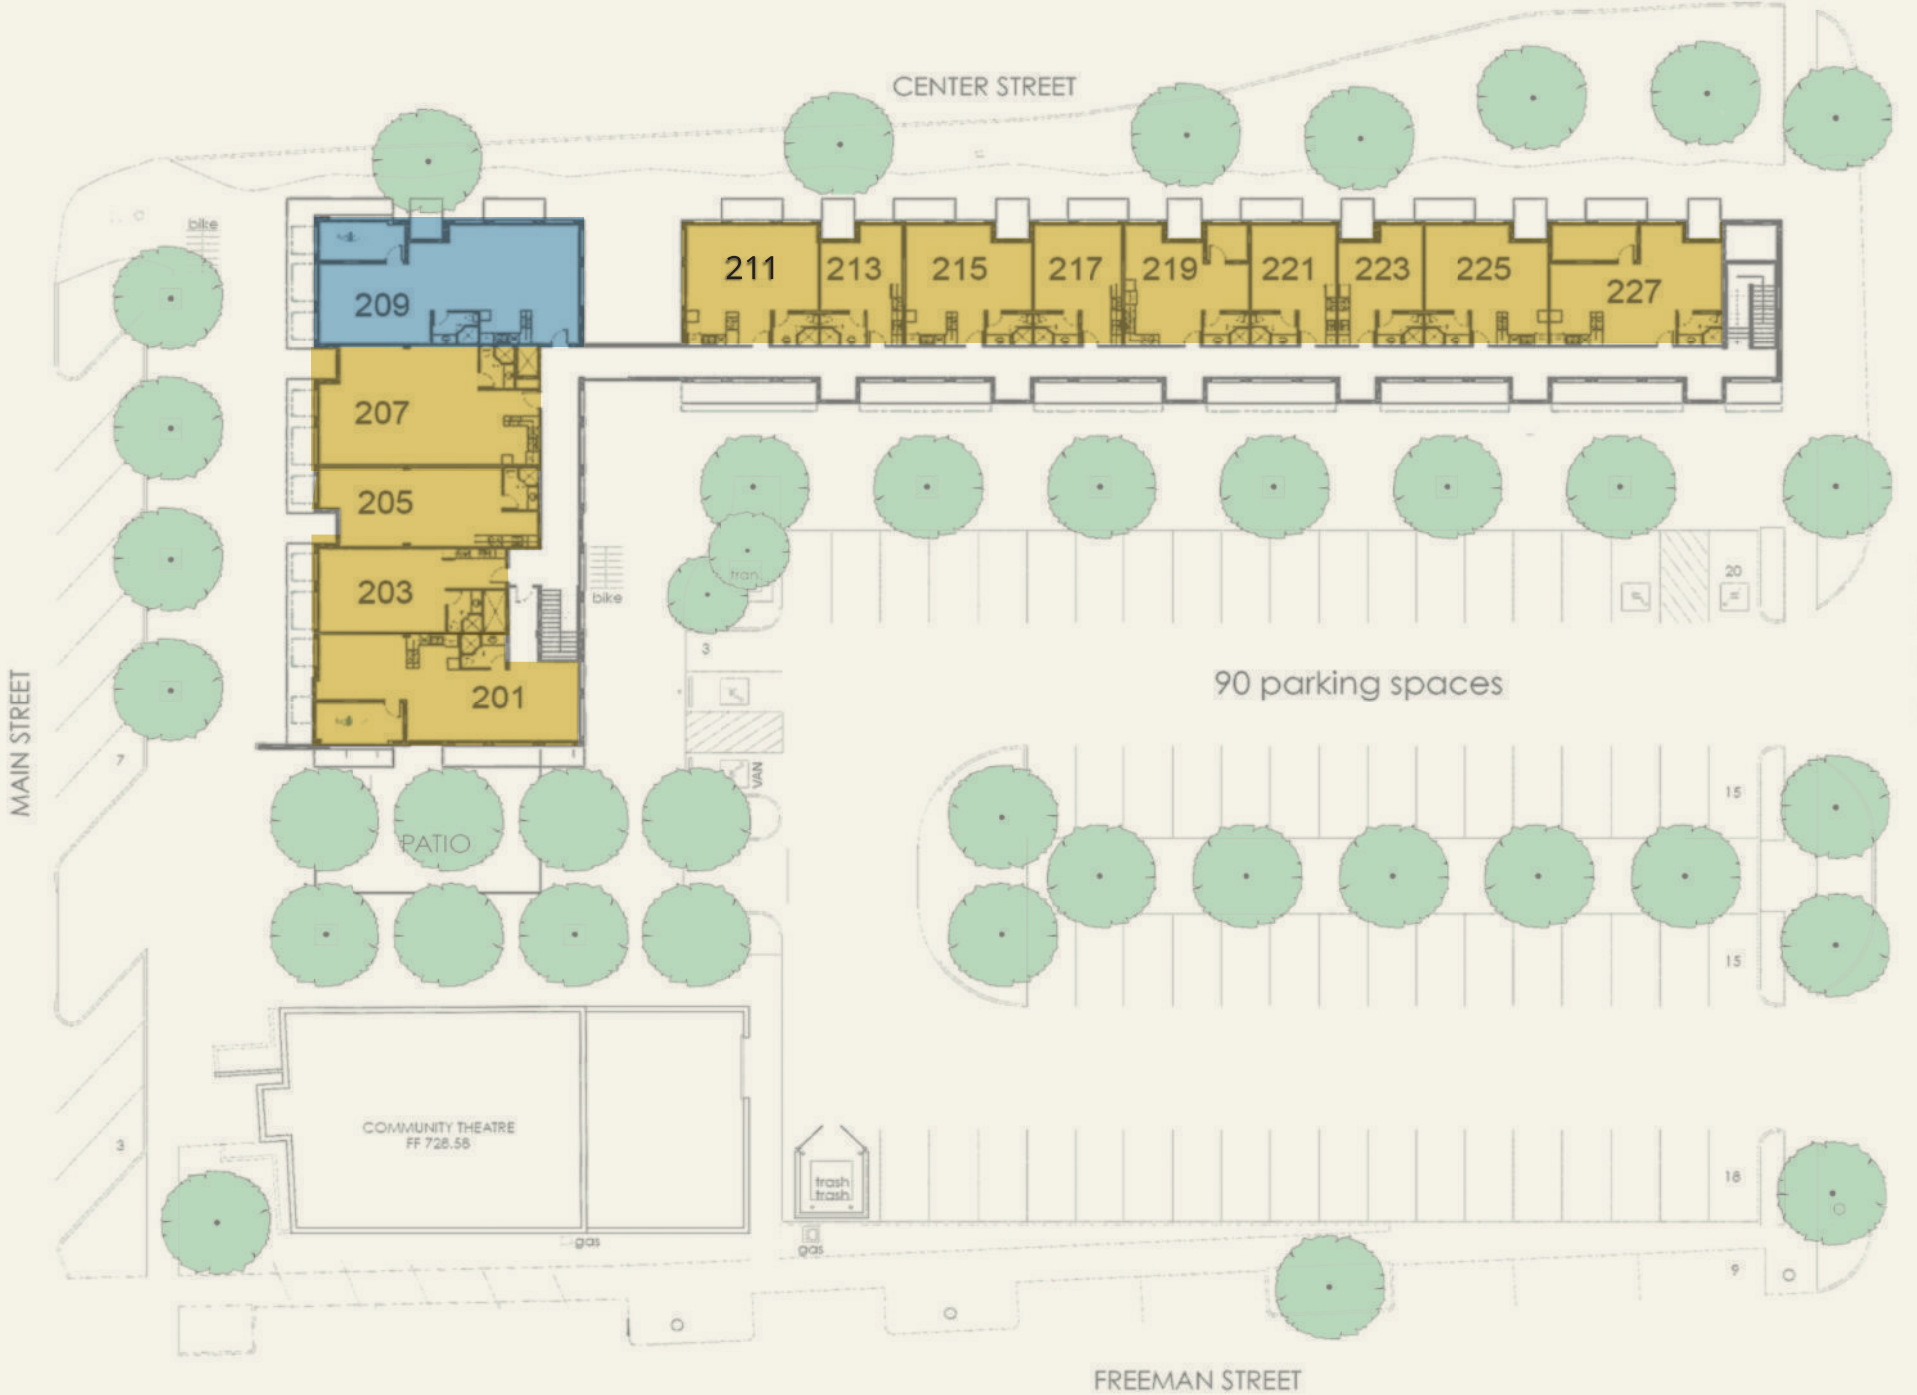 CENTER STREET
bike
211
213
215
217
219
221
223
225
227
209
207
205
203
201
bike
tran
20
3
90 parking spaces
MAIN STREET
7
VAN
15
PATIO
15
COMMUNITY THEATRE
FF 728.58
3
trash
trash
18
gas
gas
9
FREEMAN STREET